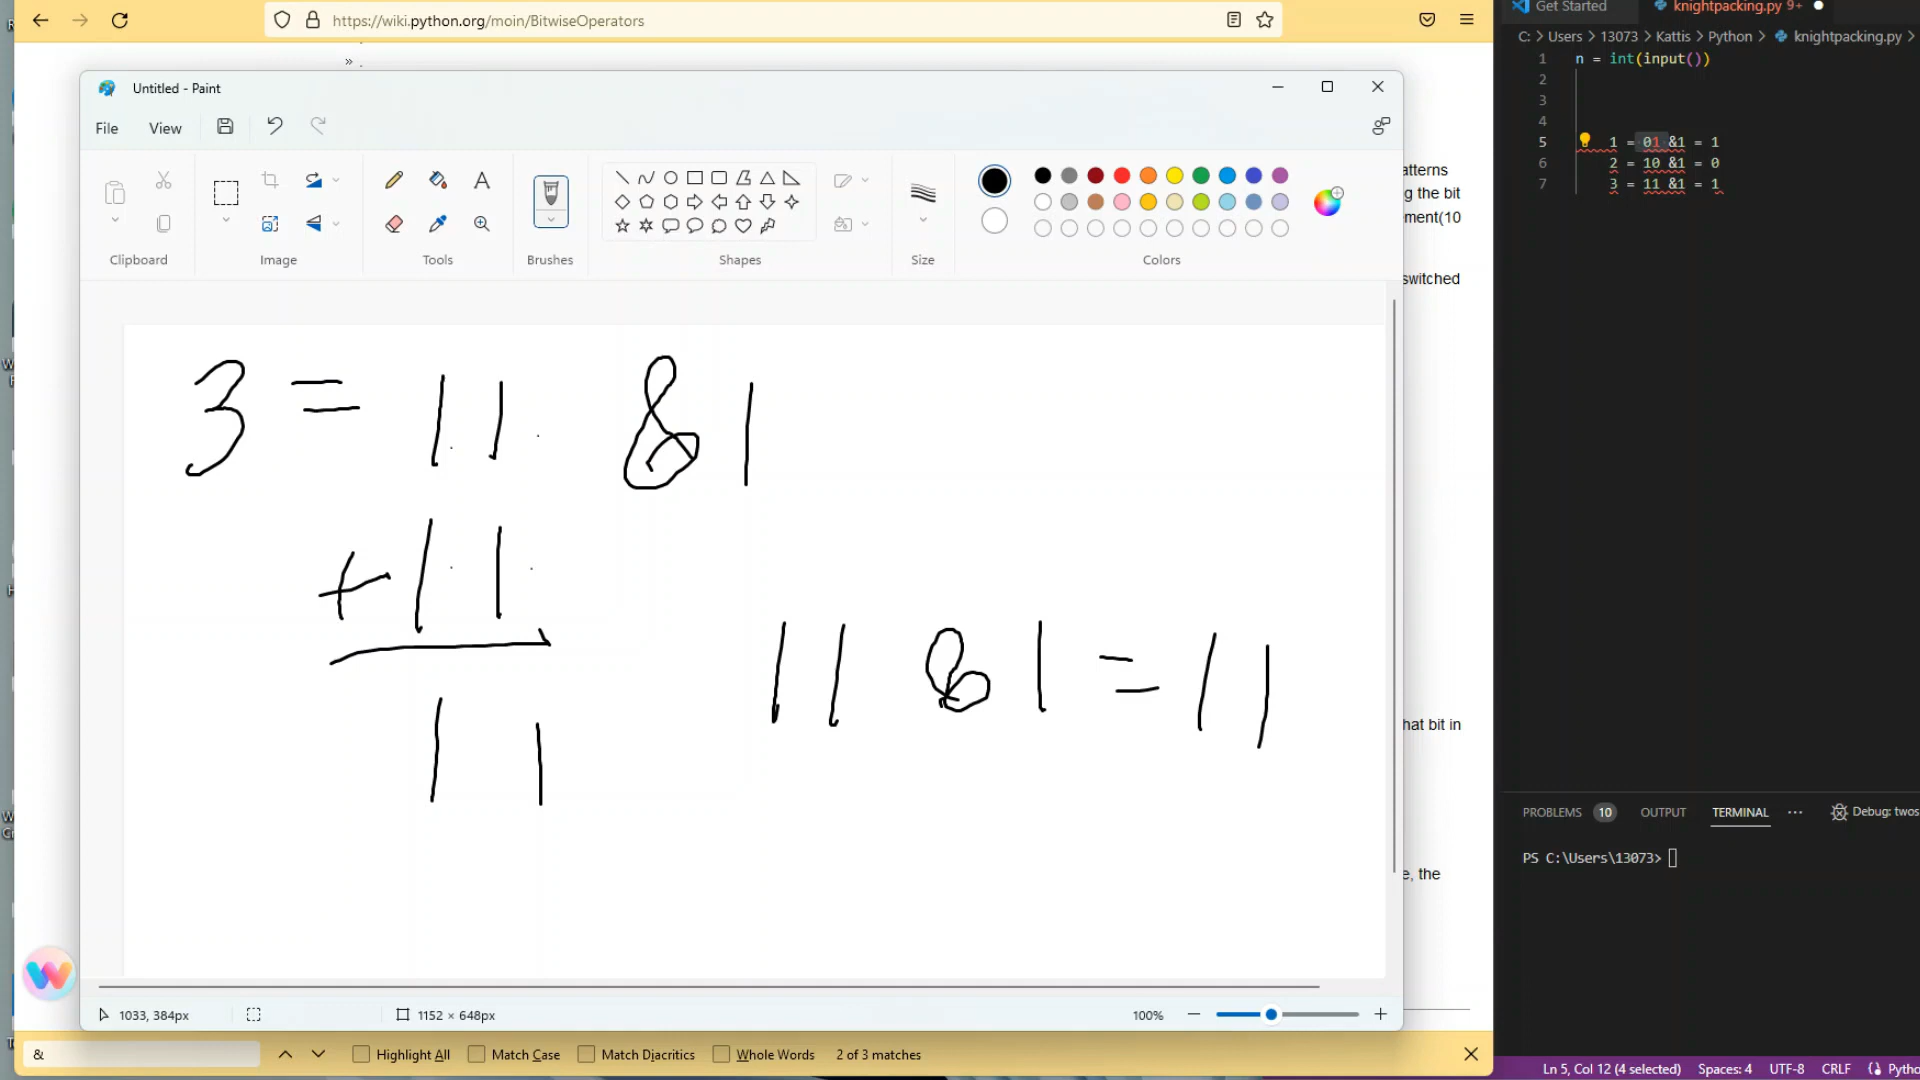 https://wiki.python.org/moin/BitwiseOperators
Get Started
knightpacking.py 9+
C: > Users > 13073 > Kattis > Python > knightpacking.py >
» .
1 n = int(input())
2
3
4
5 1 = 01 &1 = 1
6 2 = 10 &1 = 0
7 3 = 11 &1 = 1
Untitled - Paint
File View
Clipboard
Image
Tools
Brushes
Shapes
Size
Colors
atterns
g the bit
ment(10
switched
hat bit in
e, the
3 = 11 & 1
+ 11
11 & 1 = 11
11
1033, 384px
1152 × 648px
100%
PROBLEMS 10 OUTPUT TERMINAL ··· Debug: twos
PS C:\Users\13073>
&
Highlight All
Match Case
Match Diacritics
Whole Words
2 of 3 matches
Ln 5, Col 12 (4 selected) Spaces: 4 UTF-8 CRLF Pytho